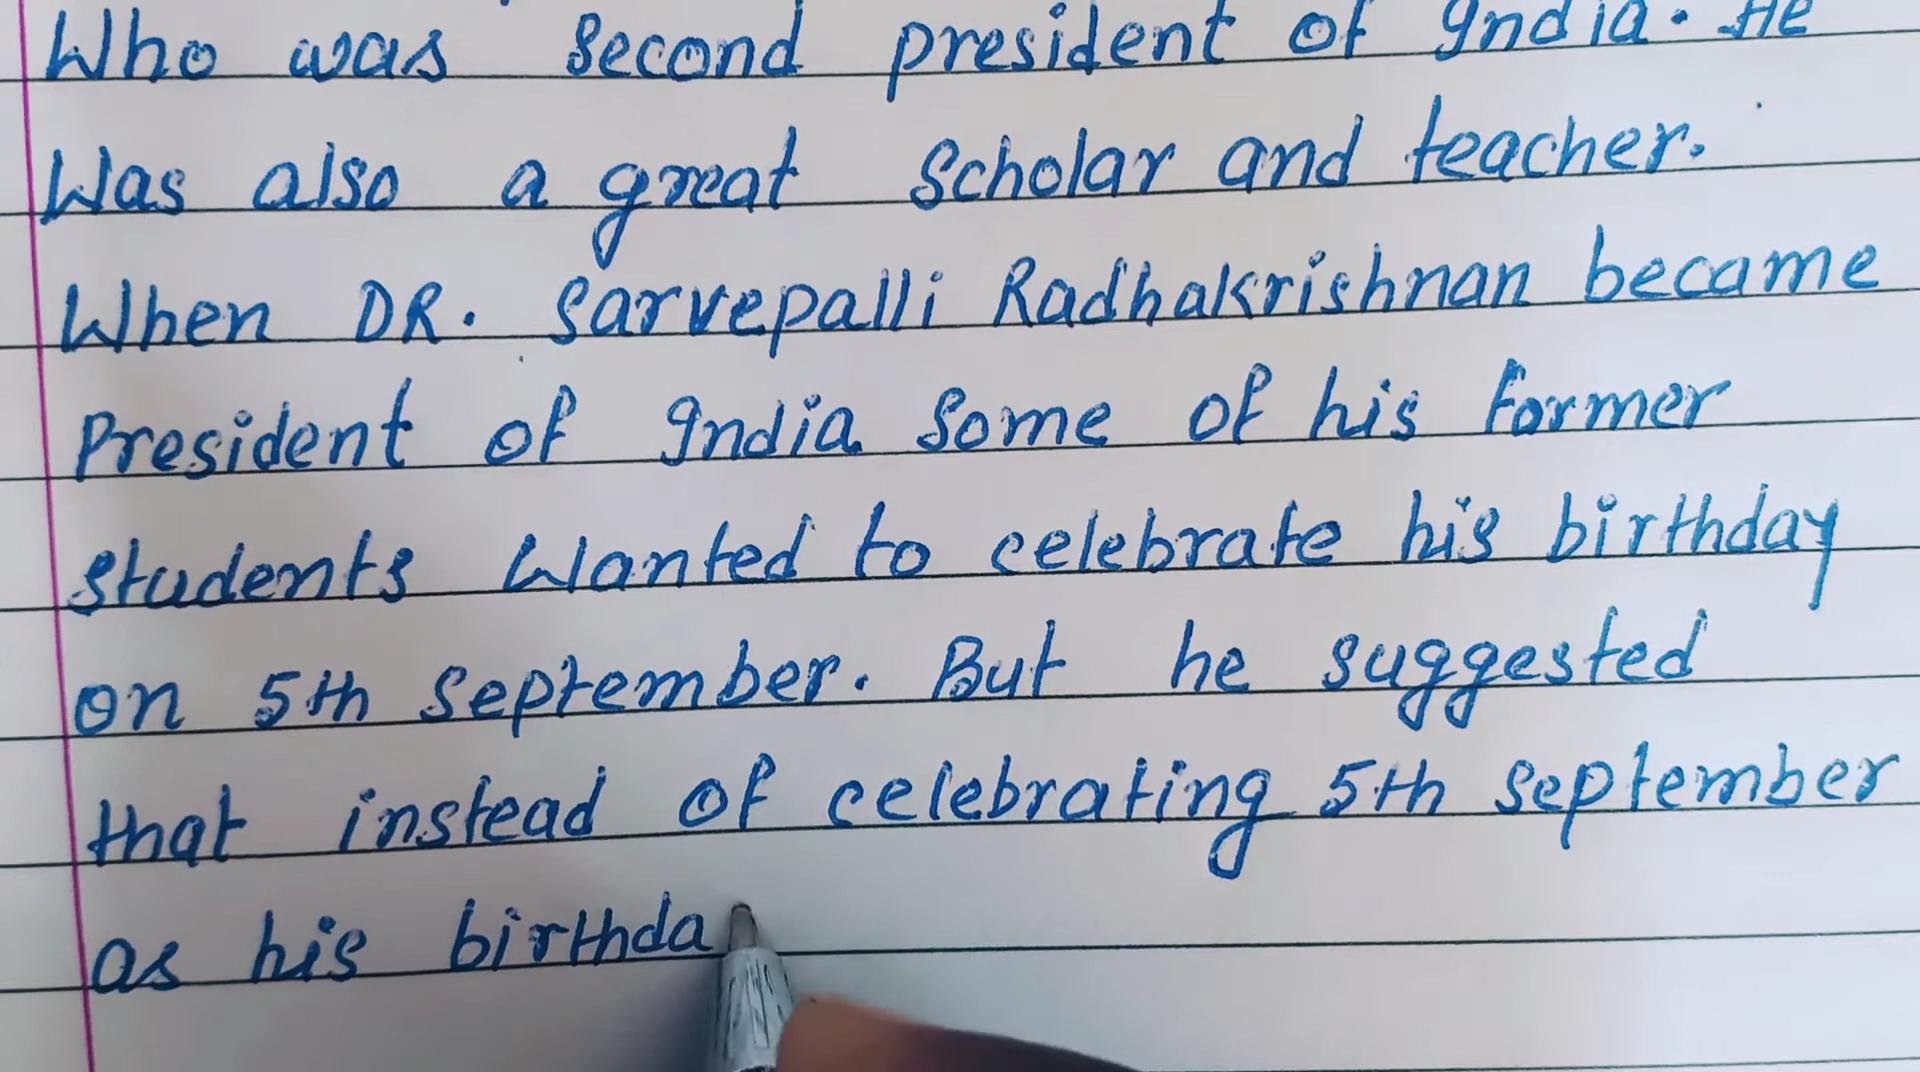 Who was second president of India. He
Was also a great Scholar and teacher.
When DR. Sarvepalli Radhakrishnan became
President of India Some of his former
students Wanted to celebrate his birthday
on 5th September. But he suggested
that instead of celebrating 5th September
as his birthda